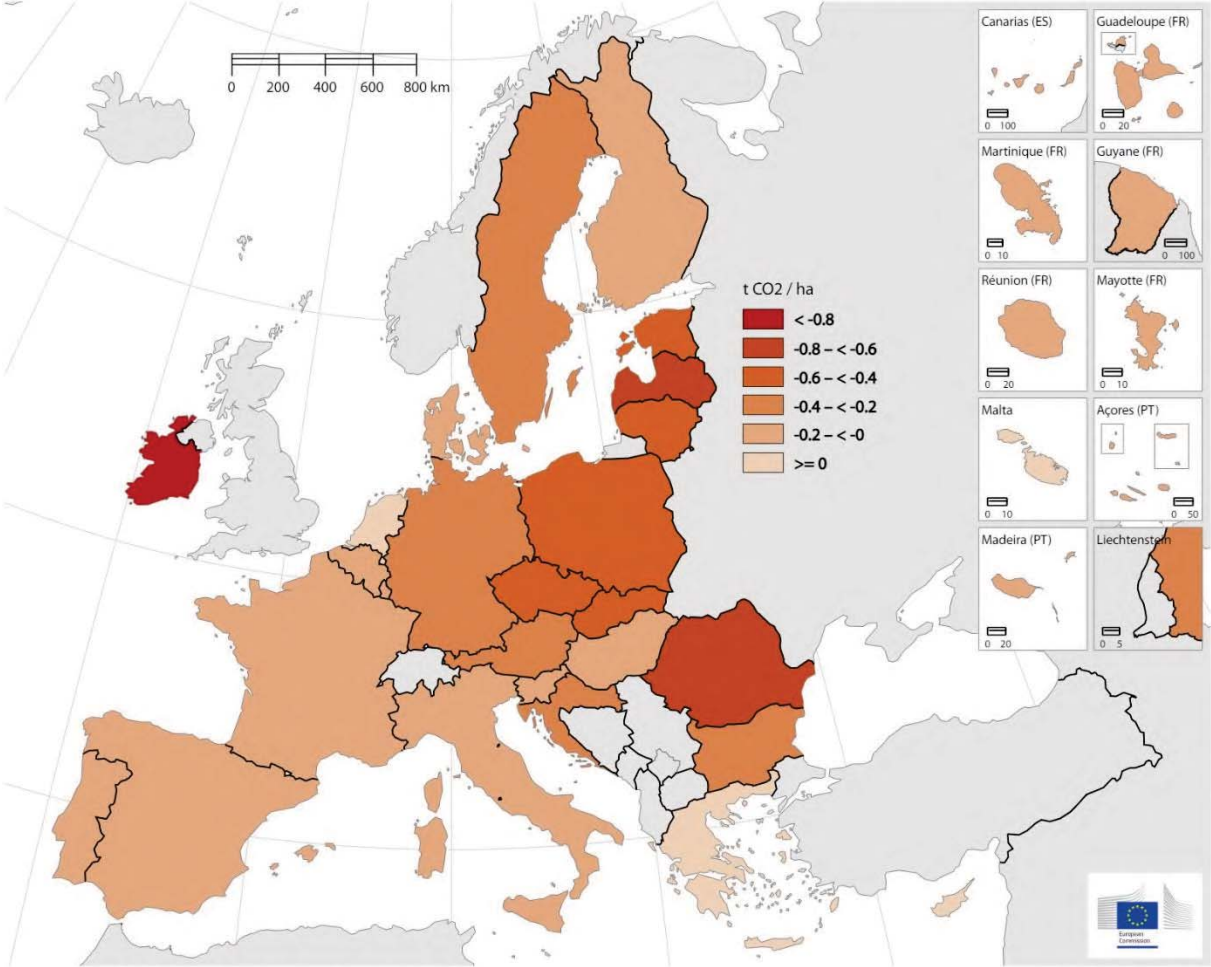 0 200 400 600 800 km
t CO2 / ha
< -0.8
-0.8 – < -0.6
-0.6 – < -0.4
-0.4 – < -0.2
-0.2 – < -0
>= 0
Canarias (ES)
0 100
Guadeloupe (FR)
0 20
Martinique (FR)
0 10
Guyane (FR)
0 100
Réunion (FR)
0 20
Mayotte (FR)
0 10
Malta
0 10
Açores (PT)
0 50
Madeira (PT)
0 20
Liechtenstein
0 5
European
Commission